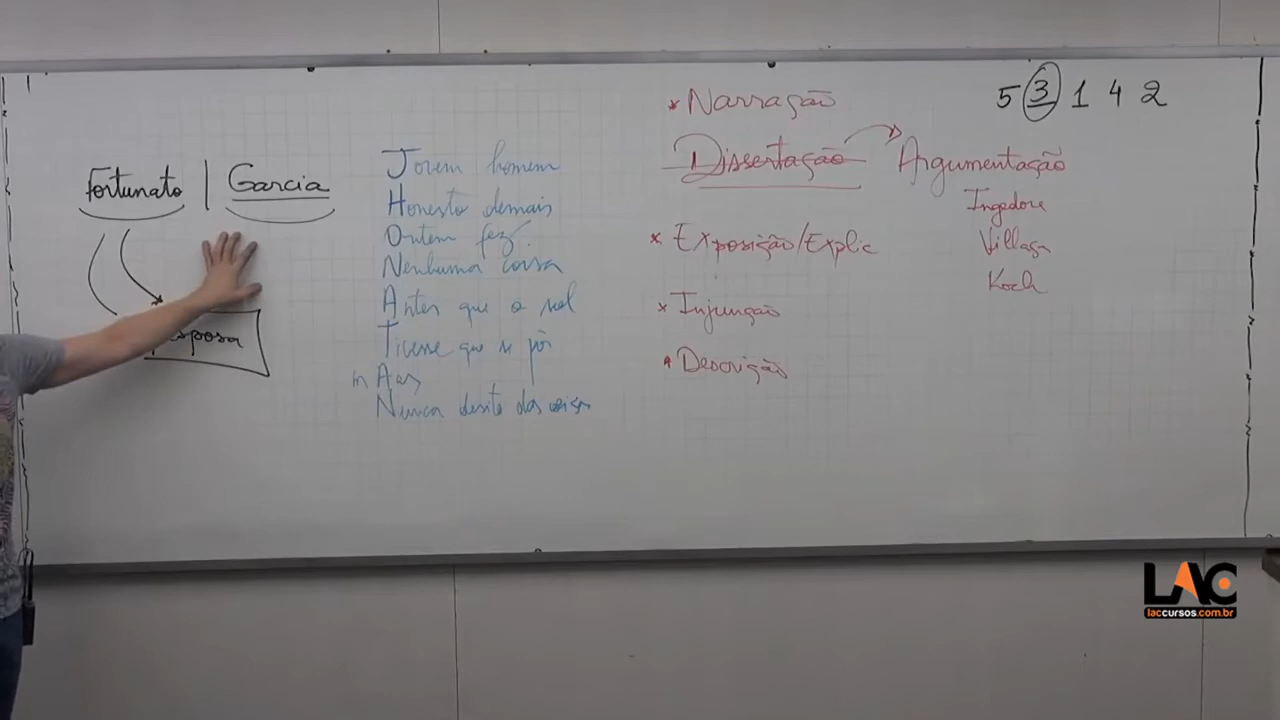 Fortunato | Garcia
esposa
Jovem homem
Honesto demais
Ontem fez
Nenhuma coisa
Antes que o sol
Tivesse que se pôr
Nunca desite das coisas
* Narração
Dissertação
Argumentação
Ingedore
Villaça
Koch
* Exposição/Explic
* Injunção
* Descrição
5 3 1 4 2
LAC
laccursos.com.br